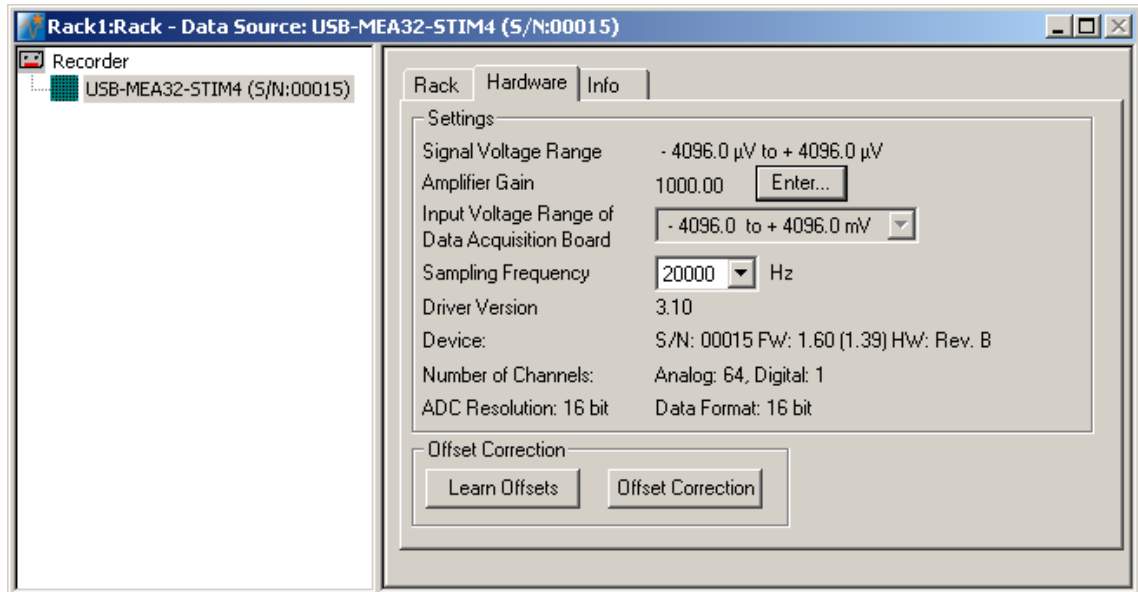 Rack1:Rack - Data Source: USB-MEA32-STIM4 (S/N:00015)
Recorder
USB-MEA32-STIM4 (S/N:00015)
Rack Hardware Info
Settings
Signal Voltage Range - 4096.0 µV to + 4096.0 µV
Amplifier Gain 1000.00 Enter...
Input Voltage Range of
Data Acquisition Board - 4096.0 to + 4096.0 mV
Sampling Frequency 20000 Hz
Driver Version 3.10
Device: S/N: 00015 FW: 1.60 (1.39) HW: Rev. B
Number of Channels: Analog: 64, Digital: 1
ADC Resolution: 16 bit Data Format: 16 bit
Offset Correction
Learn Offsets Offset Correction